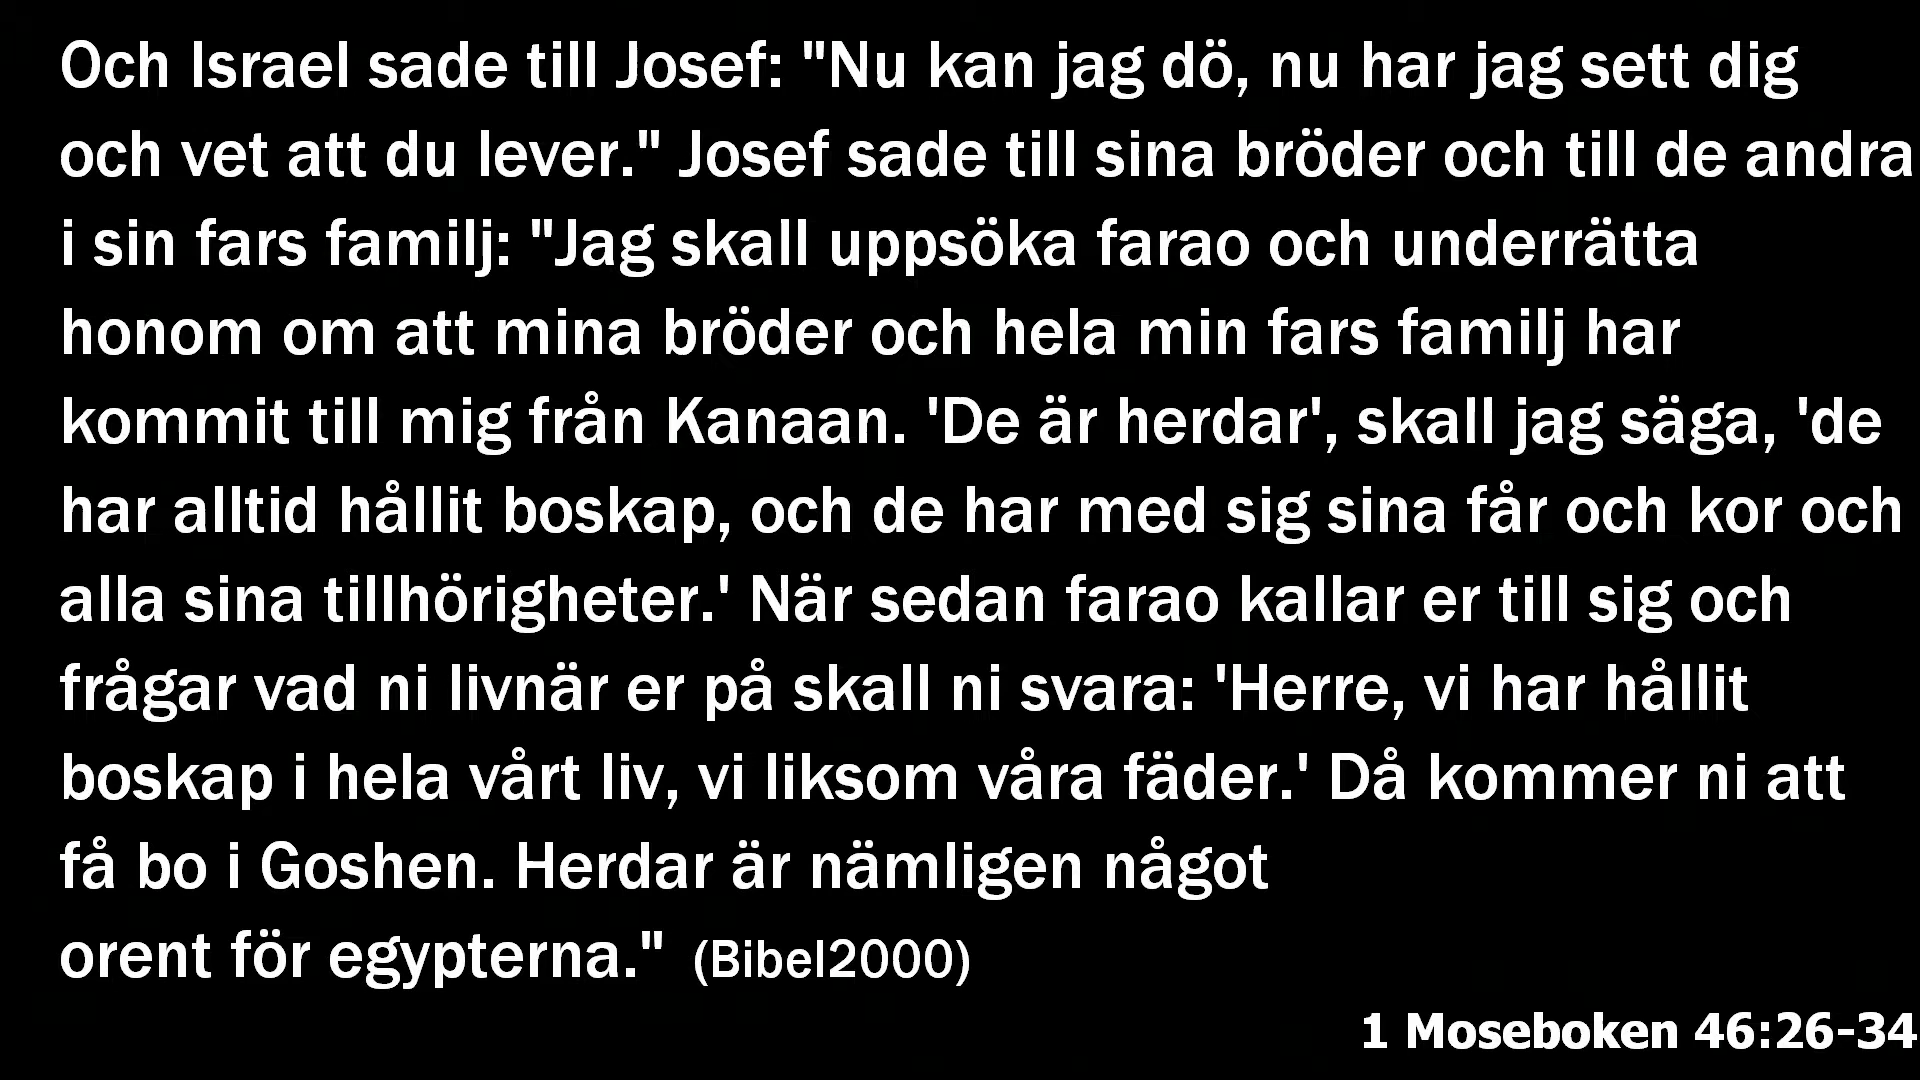 Och Israel sade till Josef: "Nu kan jag dö, nu har jag sett dig
och vet att du lever." Josef sade till sina bröder och till de andra
i sin fars familj: "Jag skall uppsöka farao och underrätta
honom om att mina bröder och hela min fars familj har
kommit till mig från Kanaan. 'De är herdar', skall jag säga, 'de
har alltid hållit boskap, och de har med sig sina får och kor och
alla sina tillhörigheter.' När sedan farao kallar er till sig och
frågar vad ni livnär er på skall ni svara: 'Herre, vi har hållit
boskap i hela vårt liv, vi liksom våra fäder.' Då kommer ni att
få bo i Goshen. Herdar är nämligen något
orent för egypterna." (Bibel2000)
1 Moseboken 46:26-34